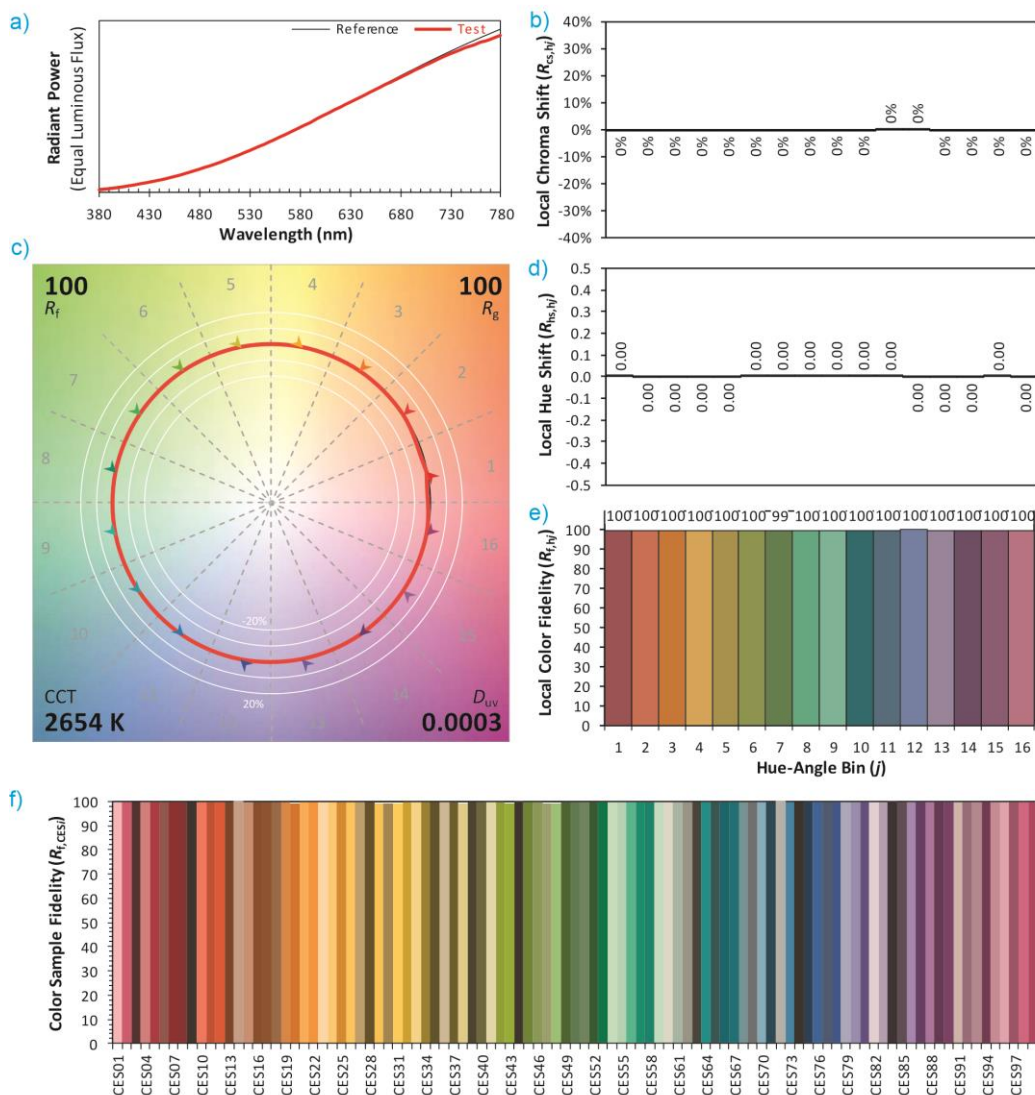 a)
Reference
Test
Radiant Power
(Equal Luminous Flux)
380 430 480 530 580 630 680 730 780
Wavelength (nm)
b)
Local Chroma Shift (Rcs,hj)
40%
30%
20%
10%
0%
-10%
-20%
-30%
-40%
0% 0% 0% 0% 0% 0% 0% 0% 0% 0% 0% 0% 0% 0% 0% 0%
c)
100
Rf
100
Rg
5 4
6 3
7 2
8 1
9 16
10
14
-20%
20%
CCT
2654 K
Duv
0.0003
d)
Local Hue Shift (Rhs,hj)
0.5
0.4
0.3
0.2
0.1
0.0
-0.1
-0.2
-0.3
-0.4
-0.5
0.00 0.00 0.00 0.00 0.00 0.00 0.00 0.00 0.00 0.00 0.00 0.00 0.00 0.00 0.00 0.00
e)
Local Color Fidelity (Rf,hj)
100 100 100 100 100 100 99 100 100 100 100 100 100 100 100 100
100
90
80
70
60
50
40
30
20
10
0
1 2 3 4 5 6 7 8 9 10 11 12 13 14 15 16
Hue-Angle Bin (j)
f)
Color Sample Fidelity (Rf,CESi)
100
90
80
70
60
50
40
30
20
10
0
CES01 CES04 CES07 CES10 CES13 CES16 CES19 CES22 CES25 CES28 CES31 CES34 CES37 CES40 CES43 CES46 CES49 CES52 CES55 CES58 CES61 CES64 CES67 CES70 CES73 CES76 CES79 CES82 CES85 CES88 CES91 CES94 CES97